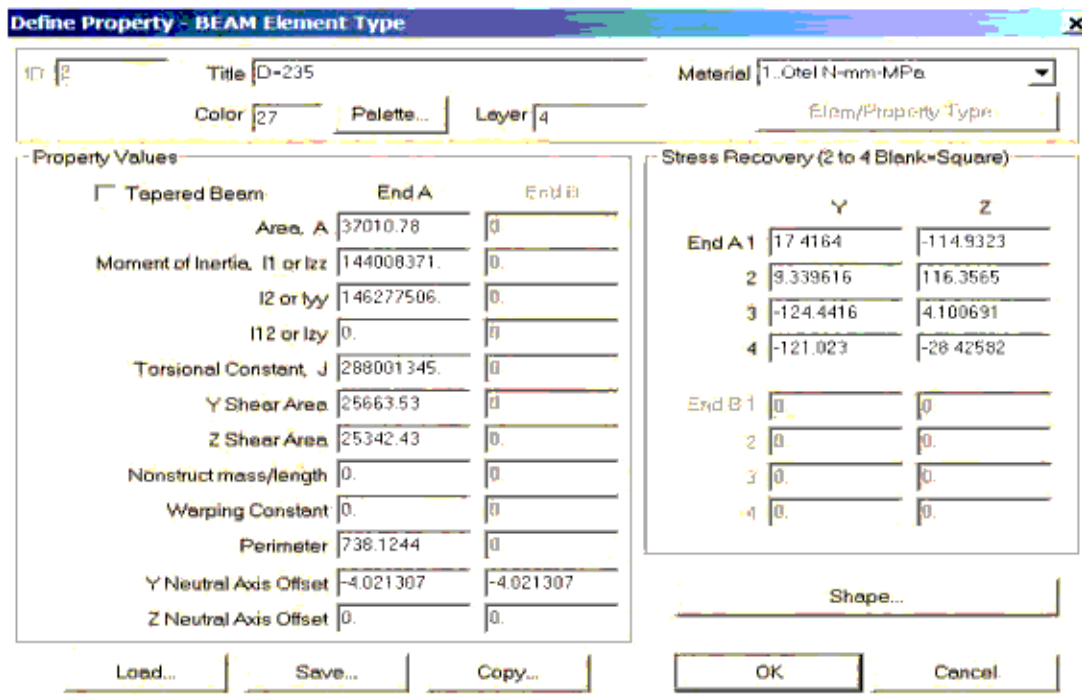 Define Property - BEAM Element Type
ID 2 Title D=235 Material 1..Otel N-mm-MPa
Color 27 Palette... Layer 4 Elem/Property Type
Property Values
Tapered Beam End A End B
Area, A 37010.78 0
Moment of Inertia, I1 or Izz 144008371. 0.
I2 or Iyy 146277506. 0.
I12 or Izy 0. 0
Torsional Constant, J 288001345. 0
Y Shear Area 25663.53 0
Z Shear Area 25342.43 0.
Nonstruct mass/length 0. 0
Warping Constant 0. 0
Perimeter 738.1244 0
Y Neutral Axis Offset -4.021307 -4.021307
Z Neutral Axis Offset 0. 0.
Stress Recovery (2 to 4 Blank=Square)
Y Z
End A 1 17.4164 -114.9323
2 9.339616 116.3565
3 -124.4416 4.100691
4 -121.023 -28.42582
End B 1 0. 0
2 0 0.
3 0. 0.
4 0. 0.
Shape...
Load... Save... Copy... OK Cancel